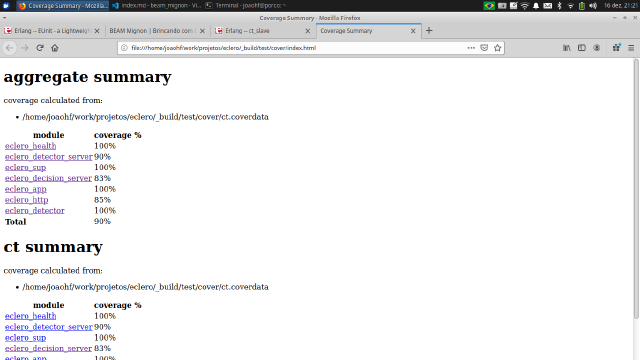 Coverage Summary - Mozilla...
index.md - beam_mignon - Vi...
Terminal - joaohf@porco: ~
16 dez, 21:21
Coverage Summary - Mozilla Firefox
Erlang -- EUnit - a Lightweigh
BEAM Mignon | Brincando com
Erlang -- ct_slave
Coverage Summary
file:///home/joaohf/work/projetos/eclero/_build/test/cover/index.html
aggregate summary
coverage calculated from:
• /home/joaohf/work/projetos/eclero/_build/test/cover/ct.coverdata
module coverage %
eclero_health 100%
eclero_detector_server 90%
eclero_sup 100%
eclero_decision_server 83%
eclero_app 100%
eclero_http 85%
eclero_detector 100%
Total 90%
ct summary
coverage calculated from:
• /home/joaohf/work/projetos/eclero/_build/test/cover/ct.coverdata
module coverage %
eclero_health 100%
eclero_detector_server 90%
eclero_sup 100%
eclero_decision_server 83%
eclero_app 100%